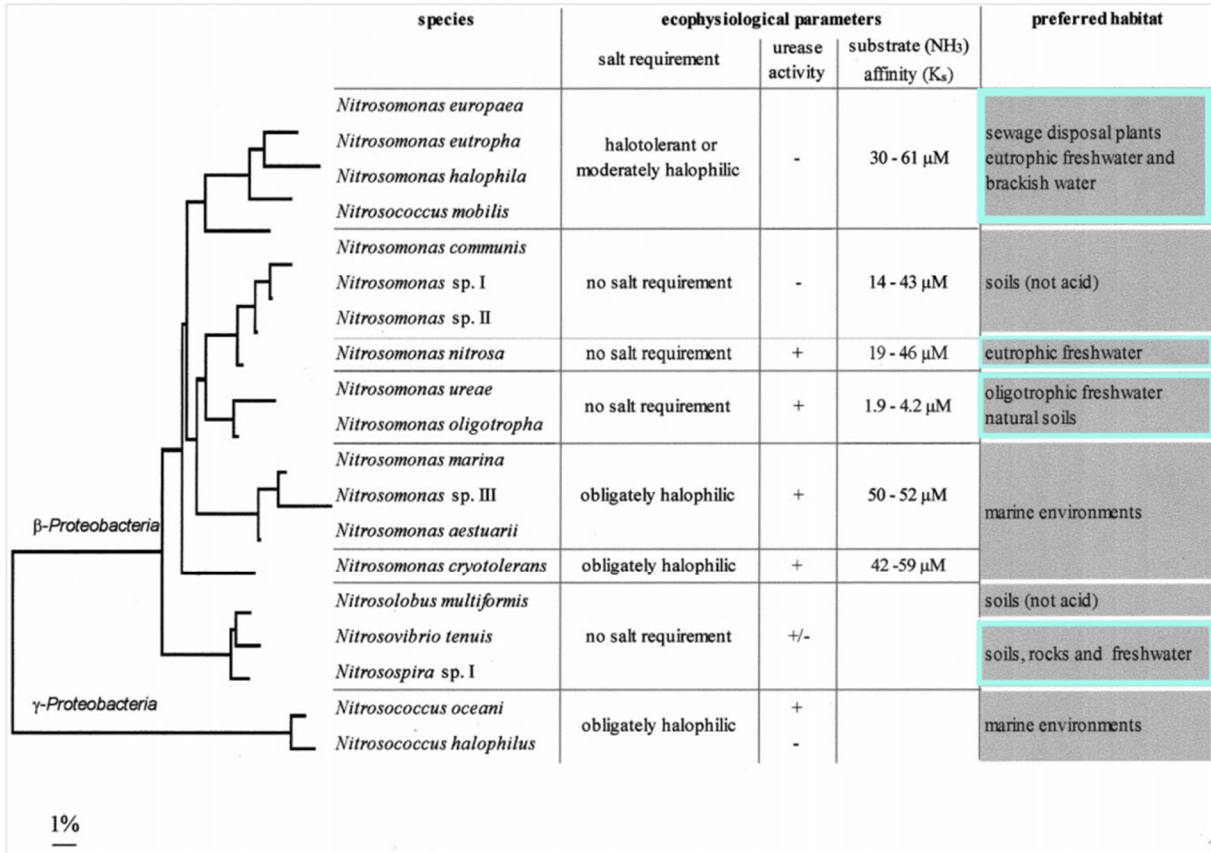 species
ecophysiological parameters
preferred habitat
salt requirement
urease
activity
substrate (NH₃)
affinity (Kₛ)
Nitrosomonas europaea
Nitrosomonas eutropha
Nitrosomonas halophila
Nitrosococcus mobilis
halotolerant or
moderately halophilic
-
30 - 61 µM
sewage disposal plants
eutrophic freshwater and
brackish water
Nitrosomonas communis
Nitrosomonas sp. I
Nitrosomonas sp. II
no salt requirement
-
14 - 43 µM
soils (not acid)
Nitrosomonas nitrosa
no salt requirement
+
19 - 46 µM
eutrophic freshwater
Nitrosomonas ureae
Nitrosomonas oligotropha
no salt requirement
+
1.9 - 4.2 µM
oligotrophic freshwater
natural soils
Nitrosomonas marina
Nitrosomonas sp. III
Nitrosomonas aestuarii
obligately halophilic
+
50 - 52 µM
marine environments
β-Proteobacteria
Nitrosomonas cryotolerans
obligately halophilic
+
42 -59 µM
Nitrosolobus multiformis
Nitrosovibrio tenuis
Nitrosospira sp. I
no salt requirement
+/-
soils (not acid)
soils, rocks and freshwater
γ-Proteobacteria
Nitrosococcus oceani
Nitrosococcus halophilus
obligately halophilic
+
-
marine environments
1%